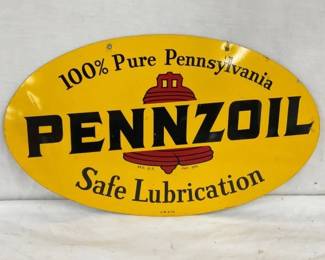 100% Pure Pennsylvania
PENNZOIL
Safe Lubrication